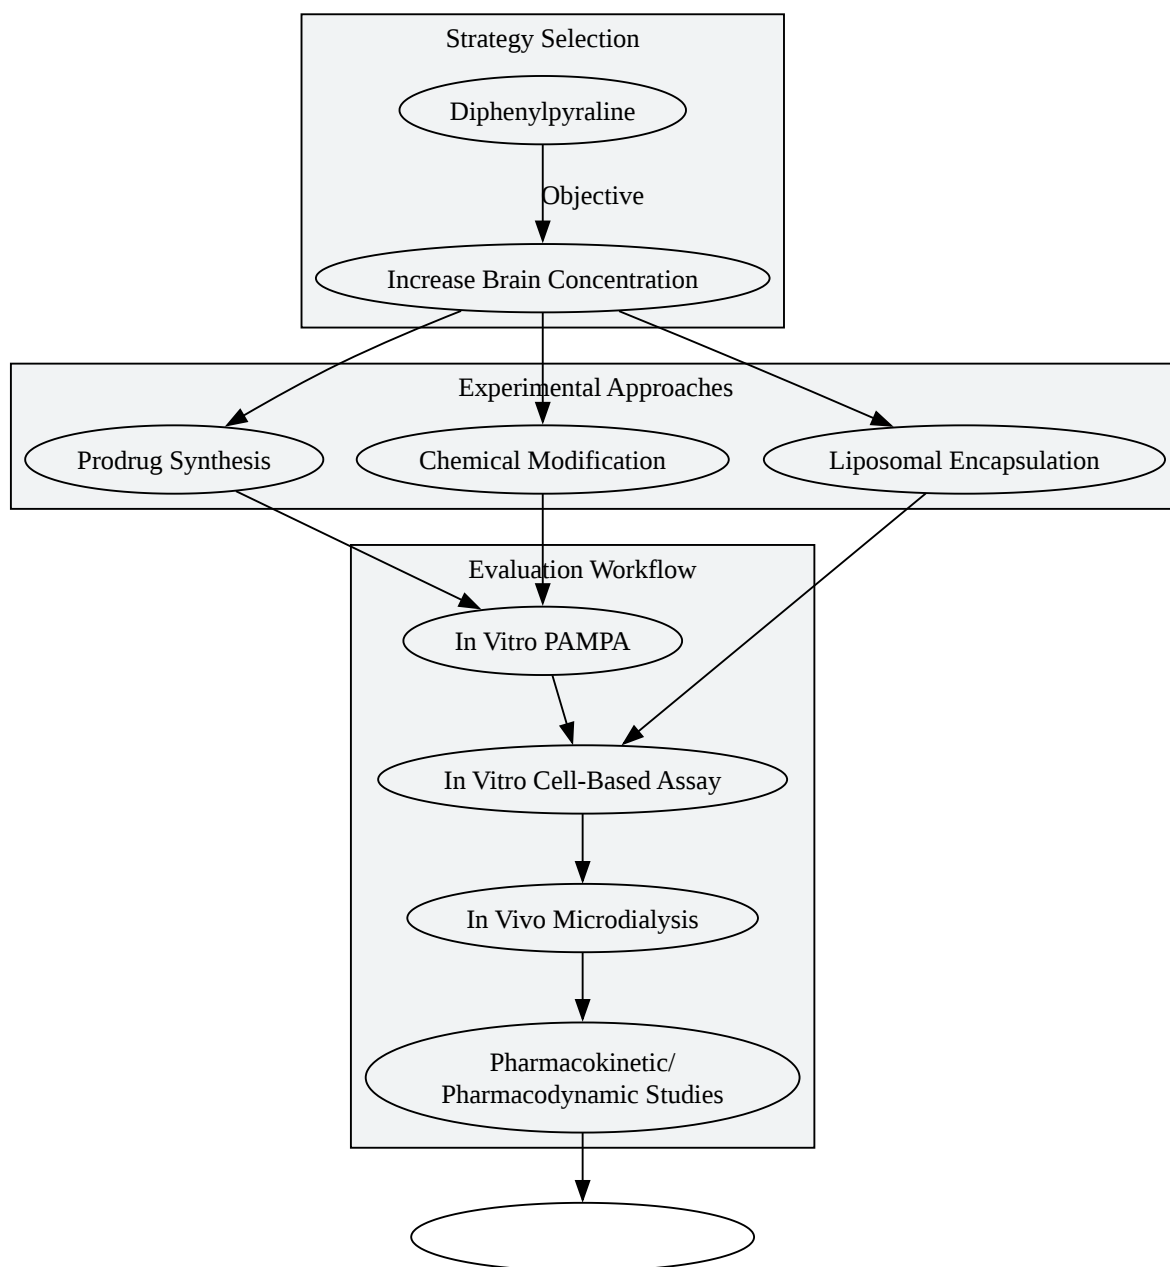 Strategy Selection
Diphenylpyraline
Objective
Increase Brain Concentration
Experimental Approaches
Prodrug Synthesis
Chemical Modification
Liposomal Encapsulation
Evaluation Workflow
In Vitro PAMPA
In Vitro Cell-Based Assay
In Vivo Microdialysis
Pharmacokinetic/
Pharmacodynamic Studies